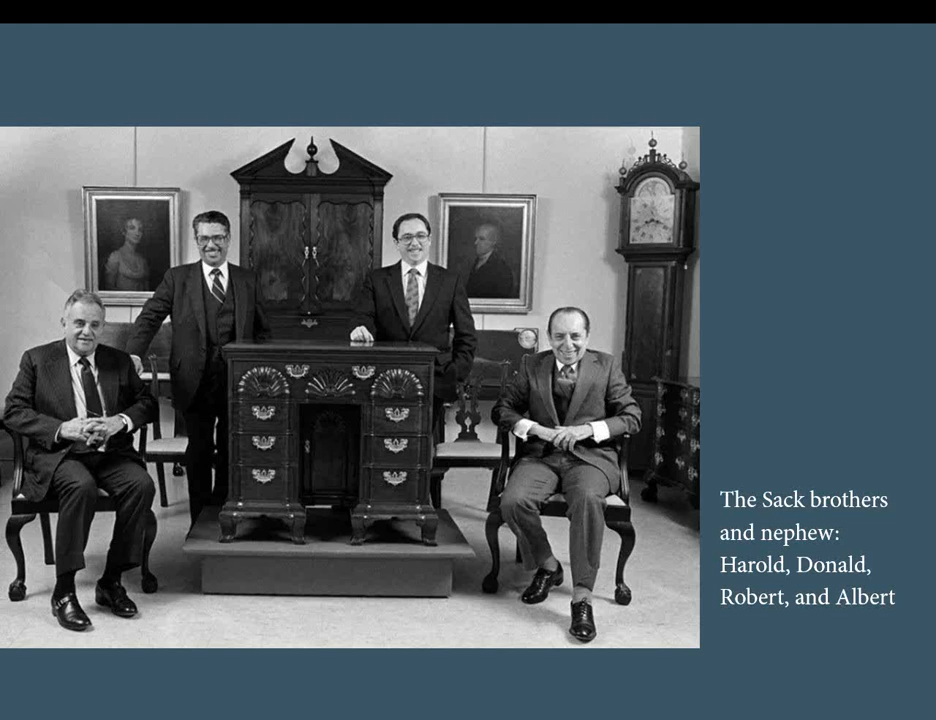 The Sack brothers
and nephew:
Harold, Donald,
Robert, and Albert